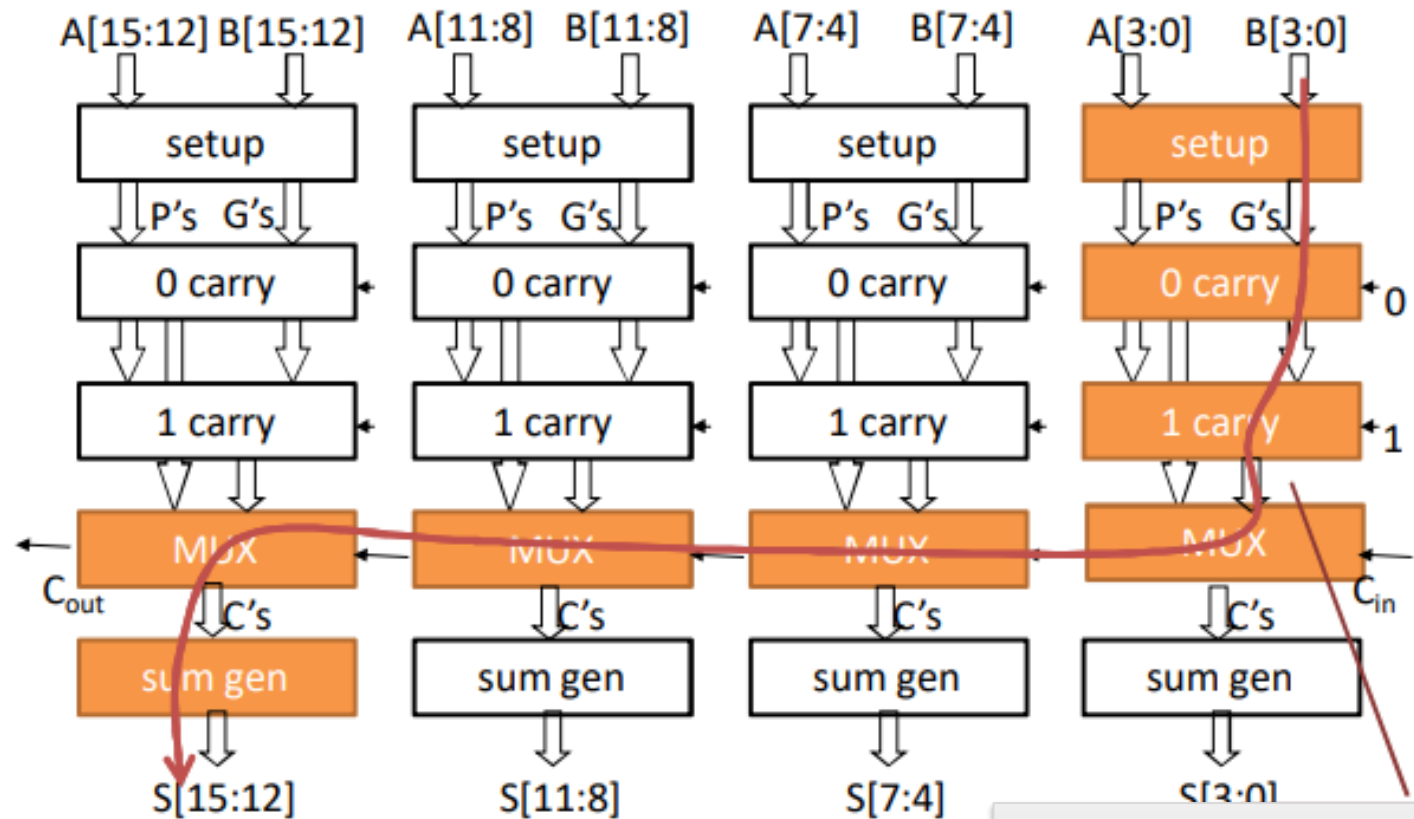 A[15:12] B[15:12] A[11:8] B[11:8] A[7:4] B[7:4] A[3:0] B[3:0]
setup setup setup setup
P's G's P's G's P's G's P's G's
0 carry 0 carry 0 carry 0 carry 0
1 carry 1 carry 1 carry 1 carry 1
MUX MUX MUX MUX
Cout C's C's C's C's Cin
sum gen sum gen sum gen sum gen
S[15:12] S[11:8] S[7:4] S[3:0]